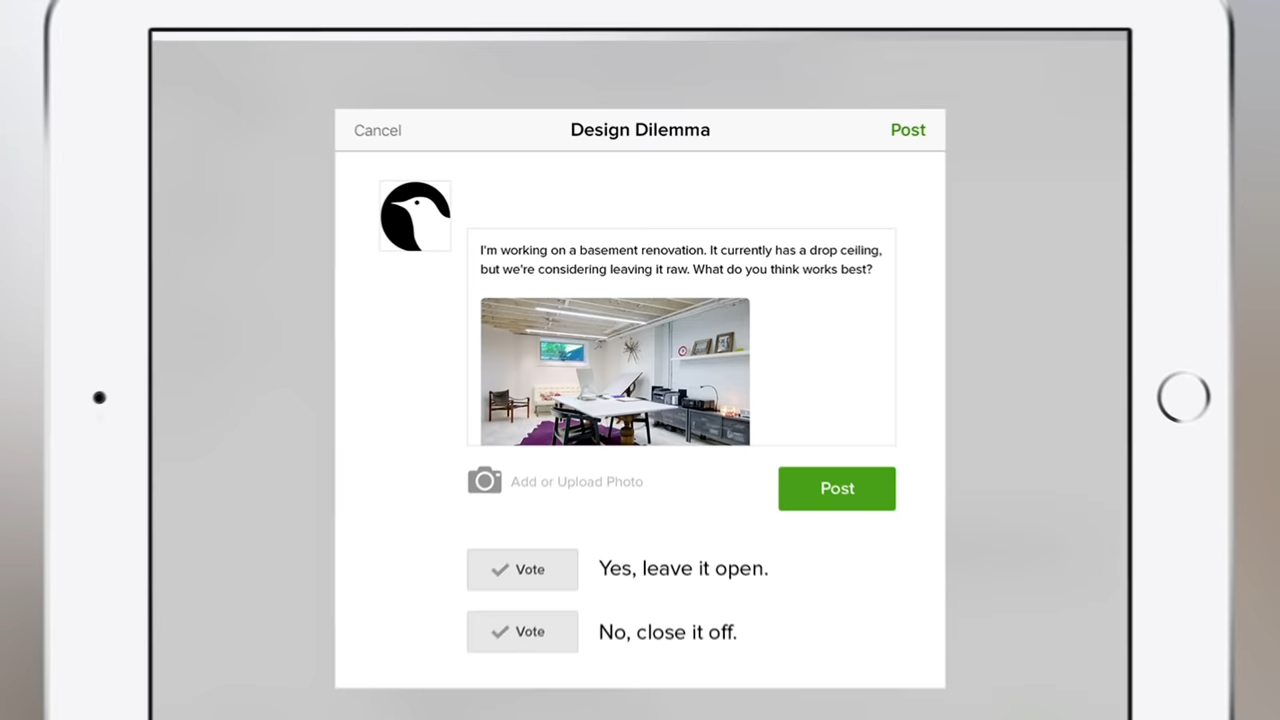 Cancel
Design Dilemma
Post
I'm working on a basement renovation. It currently has a drop ceiling,
but we're considering leaving it raw. What do you think works best?
Add or Upload Photo
Post
Vote
Yes, leave it open.
Vote
No, close it off.